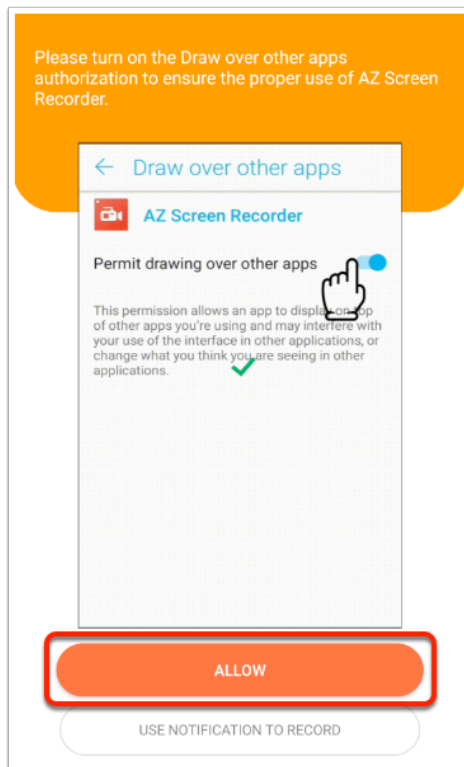 Please turn on the Draw over other apps
authorization to ensure the proper use of AZ Screen
Recorder.
← Draw over other apps
AZ Screen Recorder
Permit drawing over other apps
This permission allows an app to display on top
of other apps you're using and may interfere with
your use of the interface in other applications, or
change what you think you are seeing in other
applications.
ALLOW
USE NOTIFICATION TO RECORD